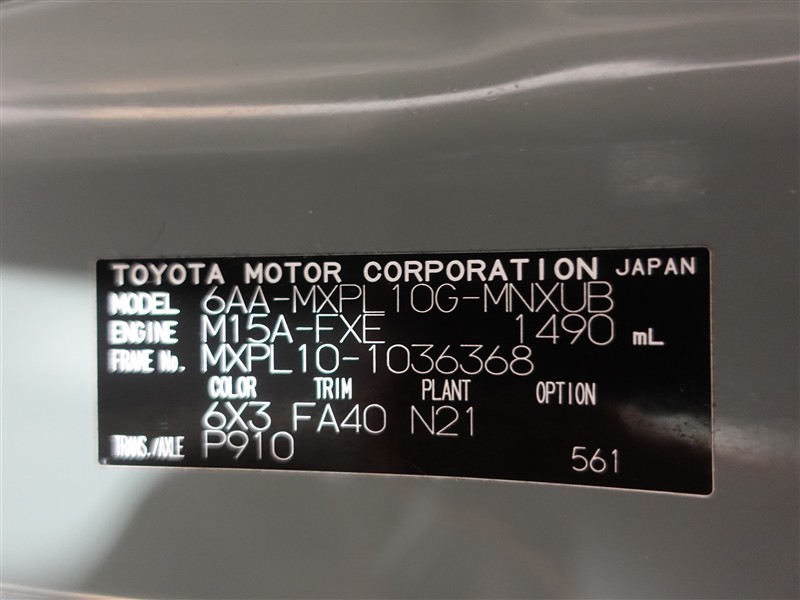 TOYOTA MOTOR CORPORATION JAPAN
MODEL 6AA-MXPL10G-MNXUB
ENGINE M15A-FXE 1490 mL
FRAME No. MXPL10-1036368
COLOR TRIM PLANT OPTION
6X3 FA40 N21
TRANS./AXLE P910 561